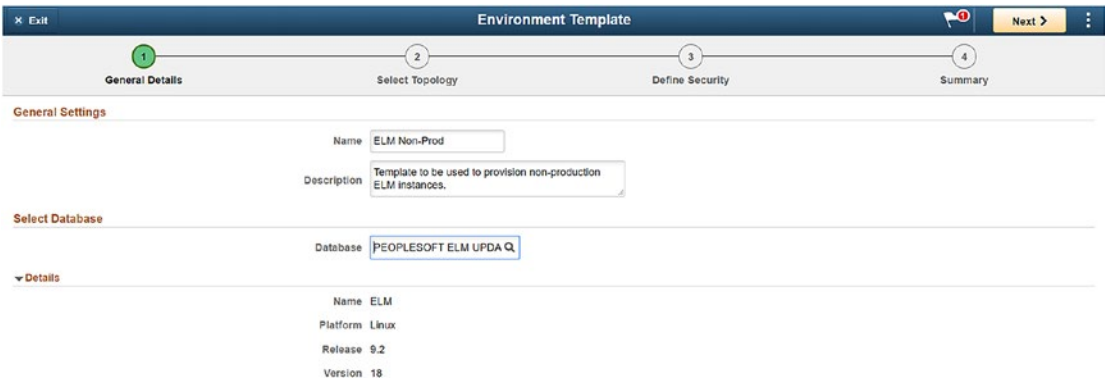 × Exit Environment Template 1 Next >
1 2 3 4
General Details Select Topology Define Security Summary
General Settings
Name ELM Non-Prod
Description Template to be used to provision non-production
ELM instances.
Select Database
Database PEOPLESOFT ELM UPDA
Details
Name ELM
Platform Linux
Release 9.2
Version 18